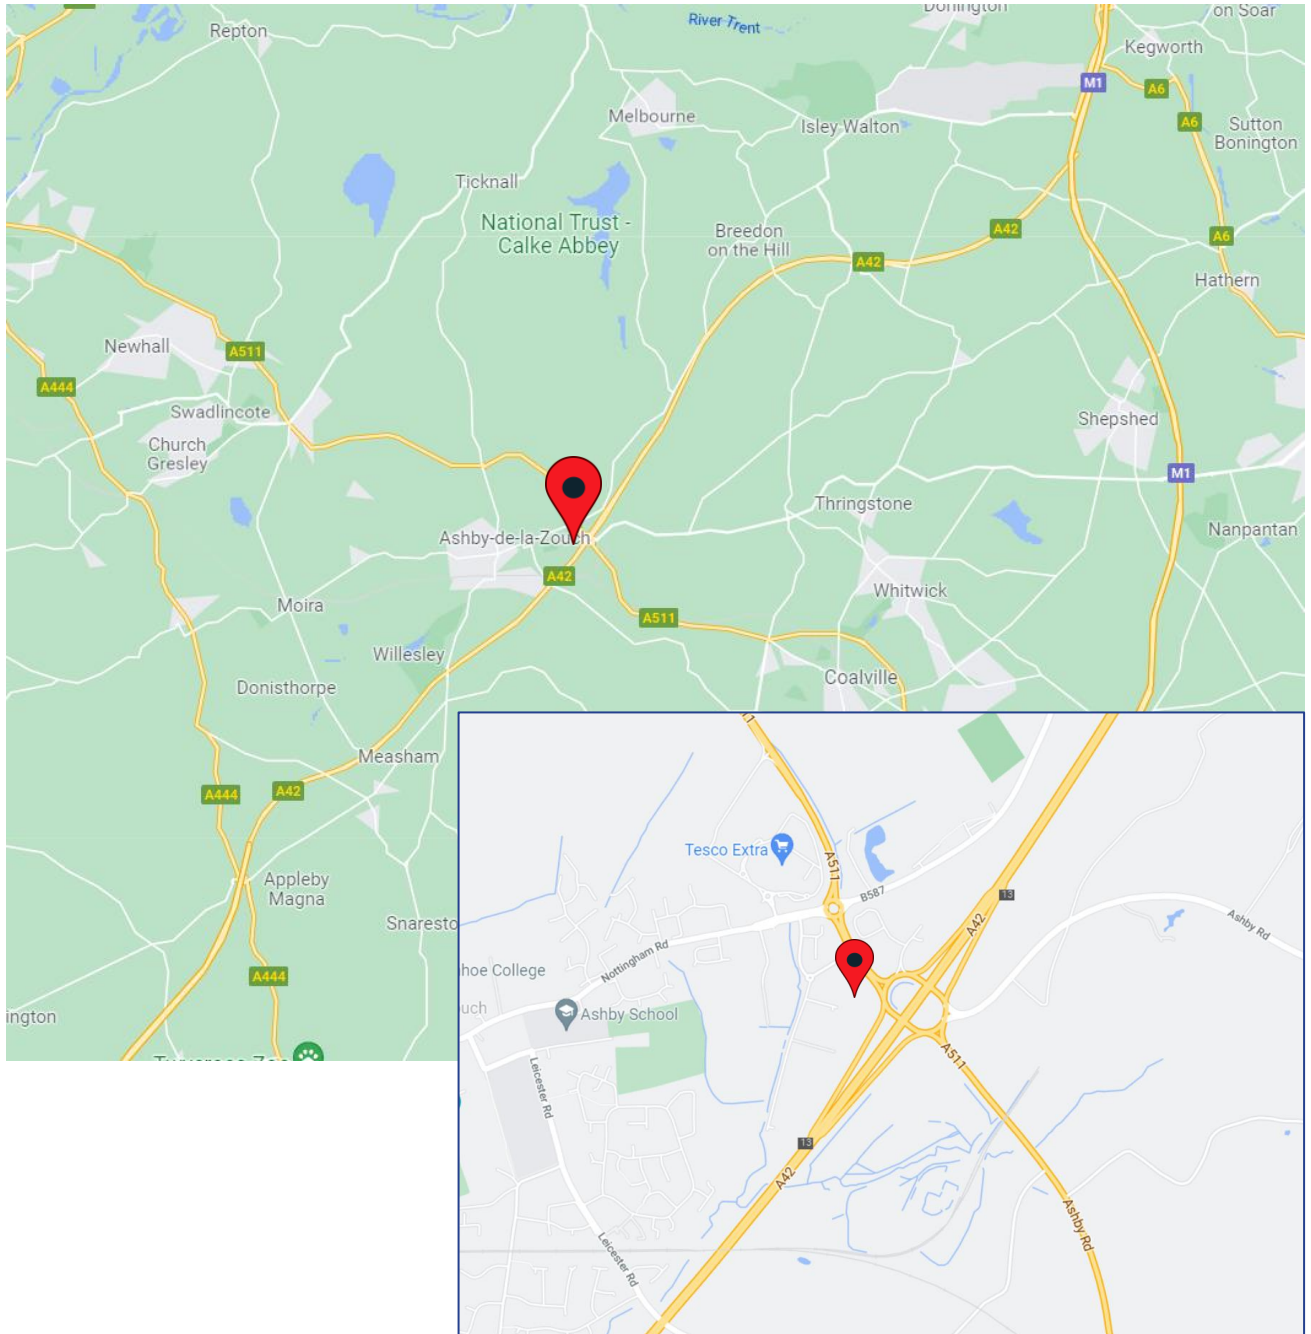 Donington
on Soar
Repton
River Trent
Kegworth
M1
A6
Melbourne
A6
Isley Walton
Sutton
Bonington
Ticknall
National Trust -
Calke Abbey
Breedon
on the Hill
A42
A6
A42
Hathern
Newhall
A511
A444
Swadlincote
Shepshed
Church
Gresley
M1
Thringstone
Nanpantan
Ashby-de-la-Zouch
A42
Whitwick
Moira
A511
Willesley
Coalville
Donisthorpe
Measham
A444
A42
Appleby
Magna
Snaresto
A444
ington
Tesco Extra
A511
B587
13
A42
Ashby Rd
Nottingham Rd
hoe College
ouch
Ashby School
Leicester Rd
A511
13
A42
Ashby Rd
Leicester Rd